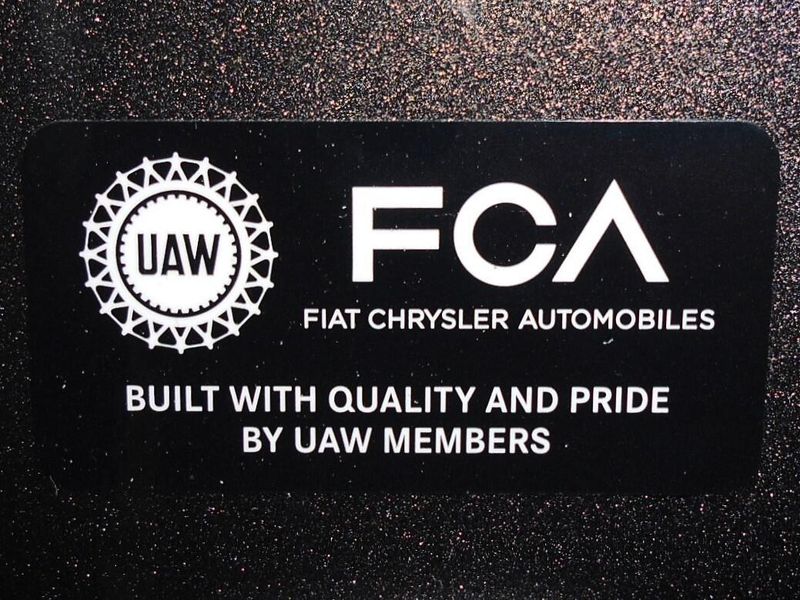 UAW
FCA
FIAT CHRYSLER AUTOMOBILES
BUILT WITH QUALITY AND PRIDE
BY UAW MEMBERS